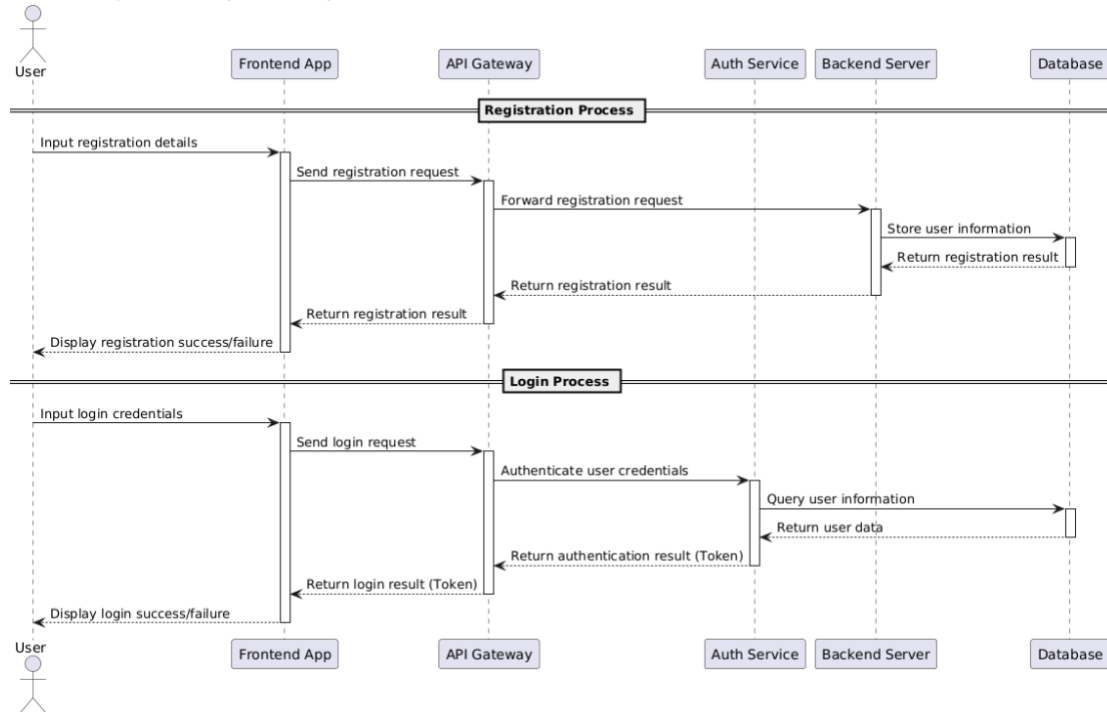 User
Frontend App
API Gateway
Auth Service
Backend Server
Database
Registration Process
Input registration details
Send registration request
Forward registration request
Store user information
Return registration result
Return registration result
Return registration result
Display registration success/failure
Login Process
Input login credentials
Send login request
Authenticate user credentials
Query user information
Return user data
Return authentication result (Token)
Return login result (Token)
Display login success/failure
User
Frontend App
API Gateway
Auth Service
Backend Server
Database